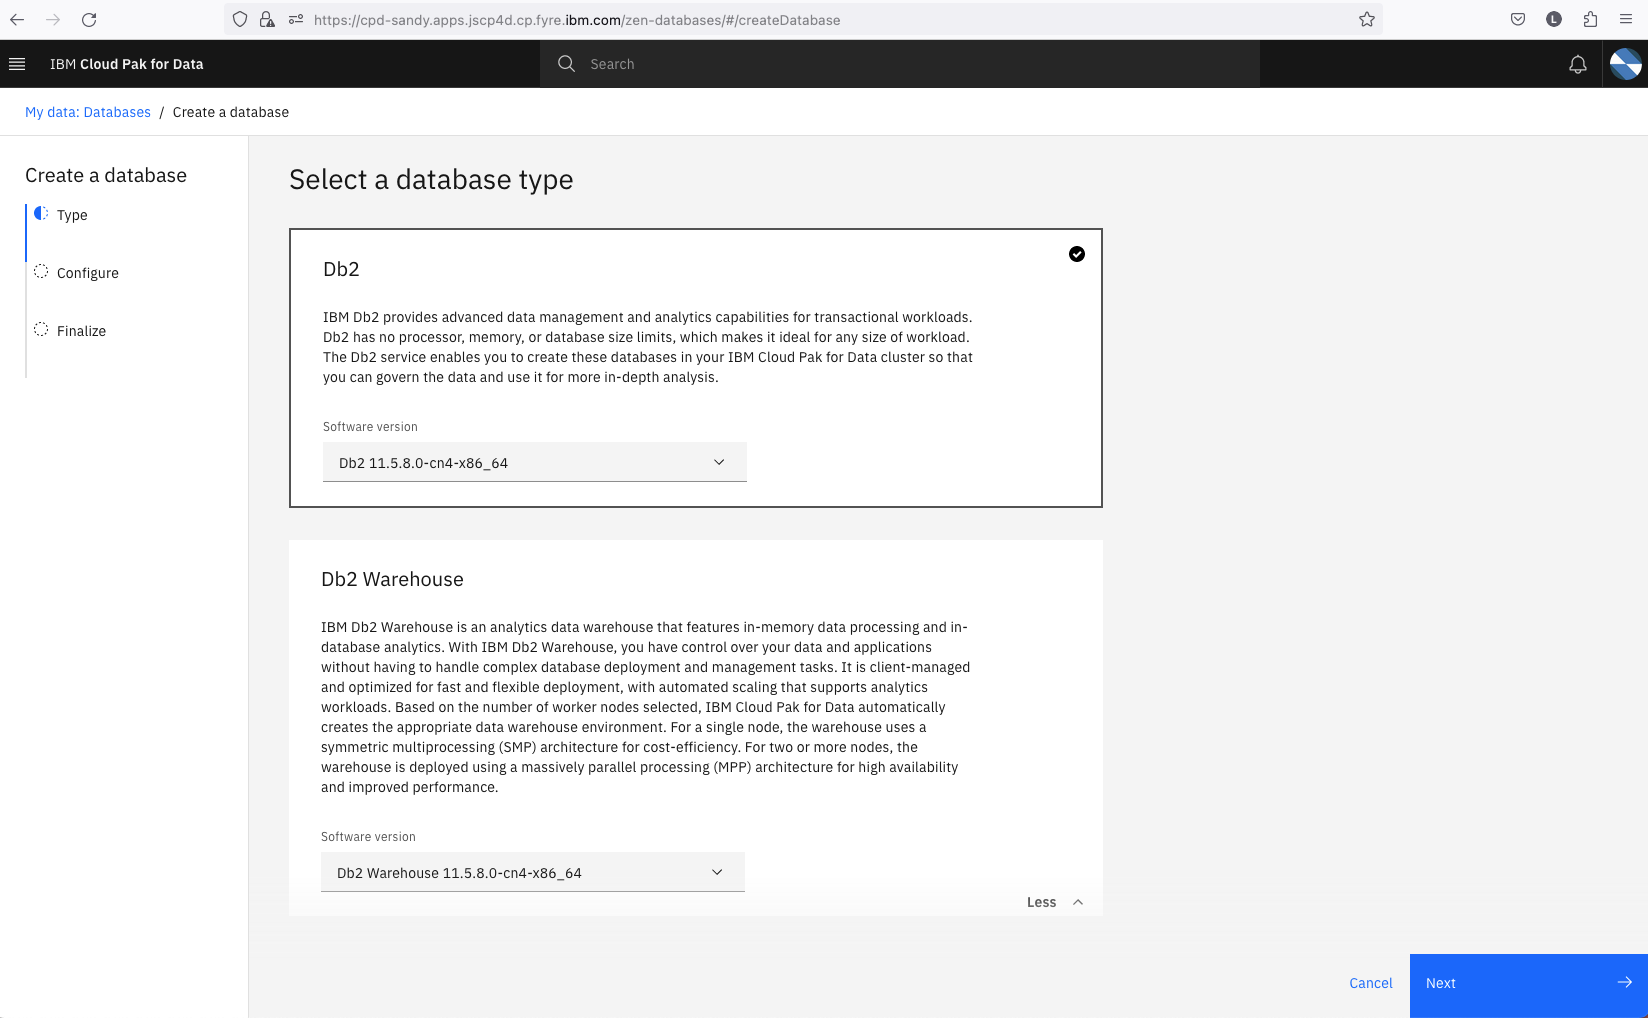 https://cpd-sandy.apps.jscp4d.cp.fyre.ibm.com/zen-databases/#/createDatabase
L
IBM Cloud Pak for Data
Search
My data: Databases / Create a database
Create a database
Type
Configure
Finalize
Select a database type
Db2
IBM Db2 provides advanced data management and analytics capabilities for transactional workloads.
Db2 has no processor, memory, or database size limits, which makes it ideal for any size of workload.
The Db2 service enables you to create these databases in your IBM Cloud Pak for Data cluster so that
you can govern the data and use it for more in-depth analysis.
Software version
Db2 11.5.8.0-cn4-x86_64
Db2 Warehouse
IBM Db2 Warehouse is an analytics data warehouse that features in-memory data processing and in-
database analytics. With IBM Db2 Warehouse, you have control over your data and applications
without having to handle complex database deployment and management tasks. It is client-managed
and optimized for fast and flexible deployment, with automated scaling that supports analytics
workloads. Based on the number of worker nodes selected, IBM Cloud Pak for Data automatically
creates the appropriate data warehouse environment. For a single node, the warehouse uses a
symmetric multiprocessing (SMP) architecture for cost-efficiency. For two or more nodes, the
warehouse is deployed using a massively parallel processing (MPP) architecture for high availability
and improved performance.
Software version
Db2 Warehouse 11.5.8.0-cn4-x86_64
Less
Cancel
Next